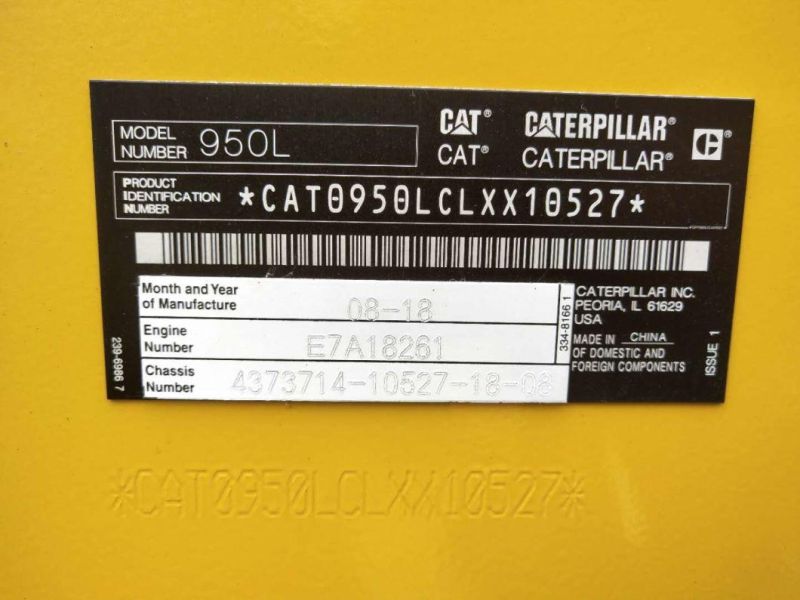 MODEL NUMBER 950L
CAT® CATERPILLAR®
CAT® CATERPILLAR®
PRODUCT IDENTIFICATION NUMBER *CAT0950LCLXX10527*
Month and Year of Manufacture 08-18
Engine Number E7A18261
Chassis Number 4373714-10527-18-08
334-8166 1
CATERPILLAR INC.
PEORIA, IL 61629
USA
MADE IN CHINA
OF DOMESTIC AND
FOREIGN COMPONENTS
ISSUE 1
239-6986 7
*CAT0950LCLXX10527*